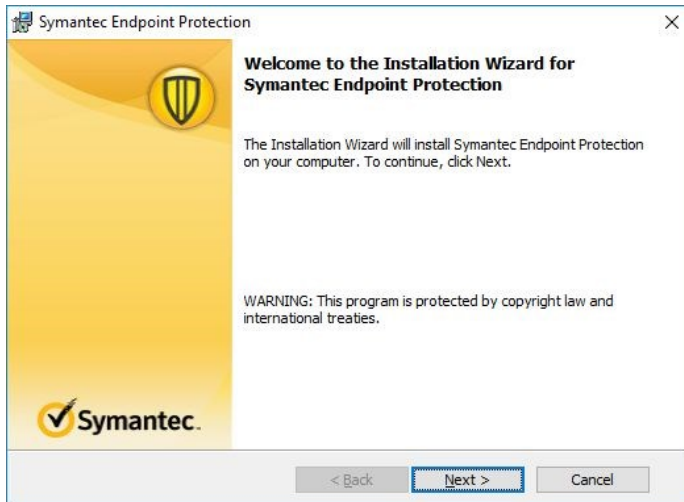 Symantec Endpoint Protection
Welcome to the Installation Wizard for
Symantec Endpoint Protection
The Installation Wizard will install Symantec Endpoint Protection
on your computer. To continue, click Next.
WARNING: This program is protected by copyright law and
international treaties.
Symantec.
< Back
Next >
Cancel